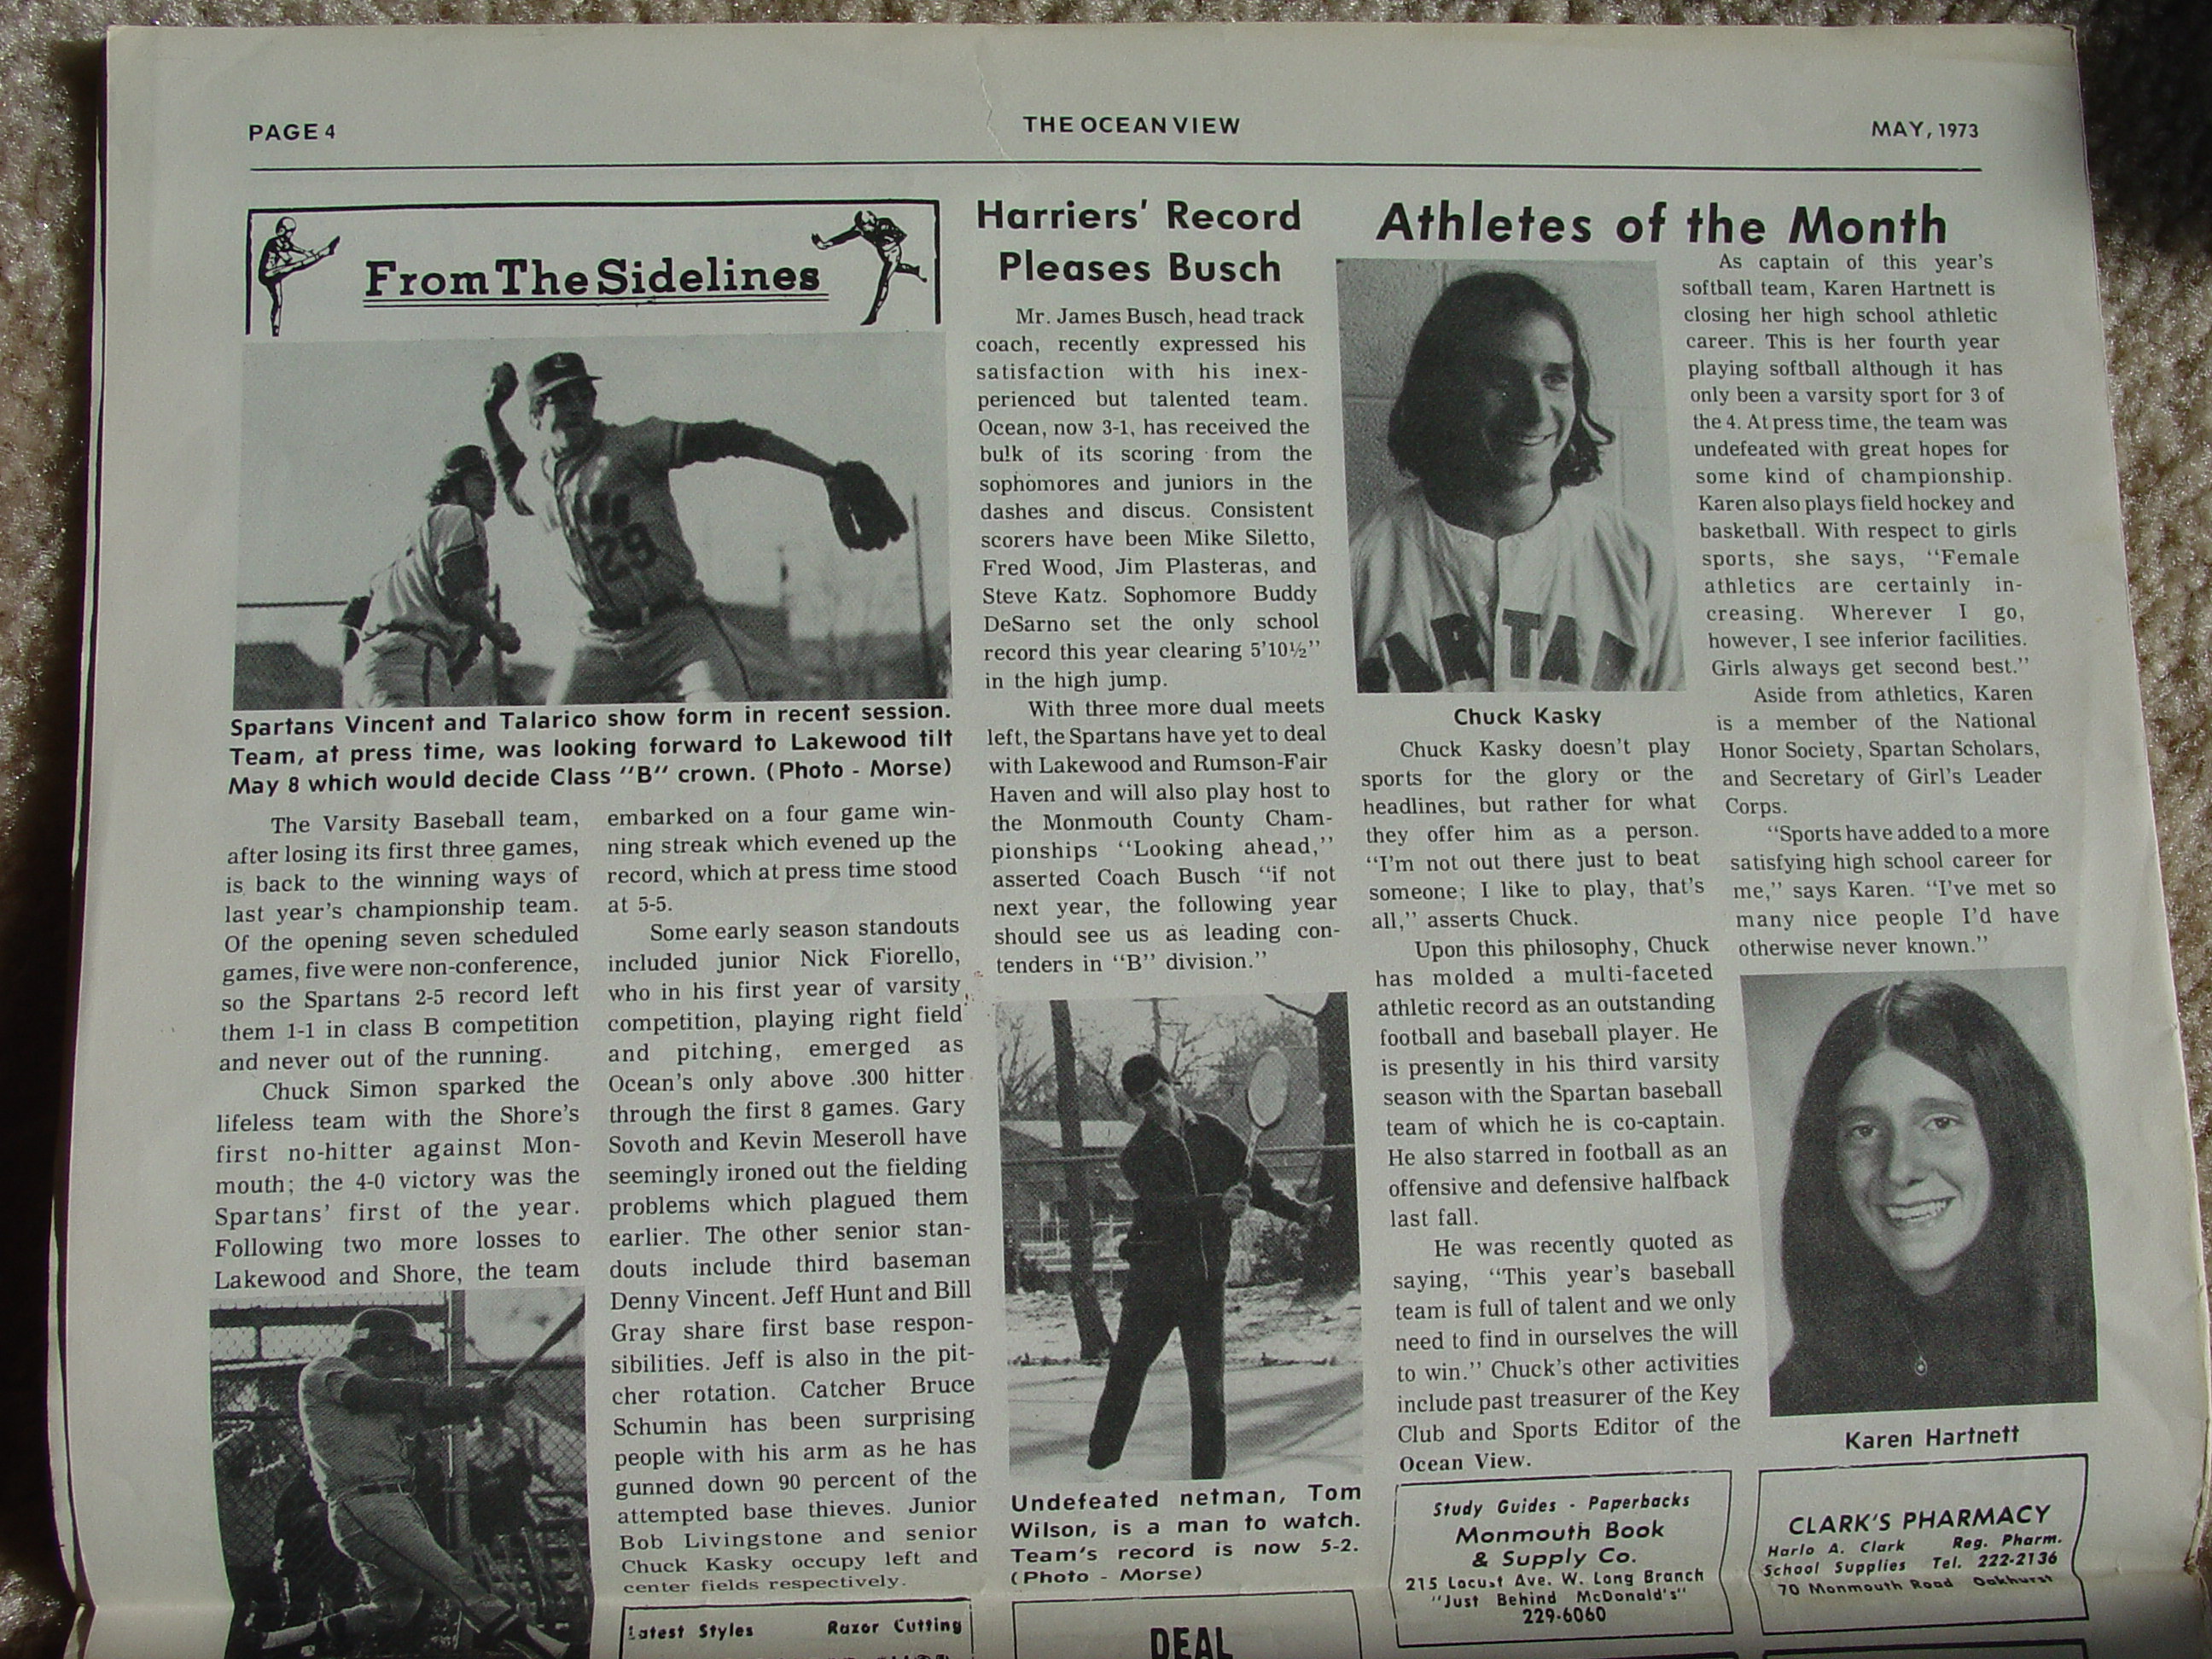 PAGE 4
THE OCEAN VIEW
MAY, 1973
From The Sidelines
Spartans Vincent and Talarico show form in recent session.
Team, at press time, was looking forward to Lakewood tilt
May 8 which would decide Class "B" crown. (Photo - Morse)
The Varsity Baseball team,
after losing its first three games,
is back to the winning ways of
last year's championship team.
Of the opening seven scheduled
games, five were non-conference,
so the Spartans 2-5 record left
them 1-1 in class B competition
and never out of the running.
Chuck Simon sparked the
lifeless team with the Shore's
first no-hitter against Mon-
mouth; the 4-0 victory was the
Spartans' first of the year.
Following two more losses to
Lakewood and Shore, the team
embarked on a four game win-
ning streak which evened up the
record, which at press time stood
at 5-5.
Some early season standouts
included junior Nick Fiorello,
who in his first year of varsity
competition, playing right field
and pitching, emerged as
Ocean's only above .300 hitter
through the first 8 games. Gary
Sovoth and Kevin Meseroll have
seemingly ironed out the fielding
problems which plagued them
earlier. The other senior stan-
douts include third baseman
Denny Vincent. Jeff Hunt and Bill
Gray share first base respon-
sibilities. Jeff is also in the pit-
cher rotation. Catcher Bruce
Schumin has been surprising
people with his arm as he has
gunned down 90 percent of the
attempted base thieves. Junior
Bob Livingstone and senior
Chuck Kasky occupy left and
center fields respectively.
Latest Styles Razor Cutting
Harriers' Record
Pleases Busch
Mr. James Busch, head track
coach, recently expressed his
satisfaction with his inex-
perienced but talented team.
Ocean, now 3-1, has received the
bulk of its scoring from the
sophomores and juniors in the
dashes and discus. Consistent
scorers have been Mike Siletto,
Fred Wood, Jim Plasteras, and
Steve Katz. Sophomore Buddy
DeSarno set the only school
record this year clearing 5'10½"
in the high jump.
With three more dual meets
left, the Spartans have yet to deal
with Lakewood and Rumson-Fair
Haven and will also play host to
the Monmouth County Cham-
pionships "Looking ahead,"
asserted Coach Busch "if not
next year, the following year
should see us as leading con-
tenders in "B" division."
Undefeated netman, Tom
Wilson, is a man to watch.
Team's record is now 5-2.
(Photo - Morse)
DEAL
Athletes of the Month
Chuck Kasky
Chuck Kasky doesn't play
sports for the glory or the
headlines, but rather for what
they offer him as a person.
"I'm not out there just to beat
someone; I like to play, that's
all," asserts Chuck.
Upon this philosophy, Chuck
has molded a multi-faceted
athletic record as an outstanding
football and baseball player. He
is presently in his third varsity
season with the Spartan baseball
team of which he is co-captain.
He also starred in football as an
offensive and defensive halfback
last fall.
He was recently quoted as
saying, "This year's baseball
team is full of talent and we only
need to find in ourselves the will
to win." Chuck's other activities
include past treasurer of the Key
Club and Sports Editor of the
Ocean View.
Study Guides - Paperbacks
Monmouth Book
& Supply Co.
215 Locust Ave. W. Long Branch
"Just Behind McDonald's"
229-6060
As captain of this year's
softball team, Karen Hartnett is
closing her high school athletic
career. This is her fourth year
playing softball although it has
only been a varsity sport for 3 of
the 4. At press time, the team was
undefeated with great hopes for
some kind of championship.
Karen also plays field hockey and
basketball. With respect to girls
sports, she says, "Female
athletics are certainly in-
creasing. Wherever I go,
however, I see inferior facilities.
Girls always get second best."
Aside from athletics, Karen
is a member of the National
Honor Society, Spartan Scholars,
and Secretary of Girl's Leader
Corps.
"Sports have added to a more
satisfying high school career for
me," says Karen. "I've met so
many nice people I'd have
otherwise never known."
Karen Hartnett
CLARK'S PHARMACY
Harlo A. Clark Reg. Pharm.
School Supplies Tel. 222-2136
70 Monmouth Road Oakhurst
29
ARTA